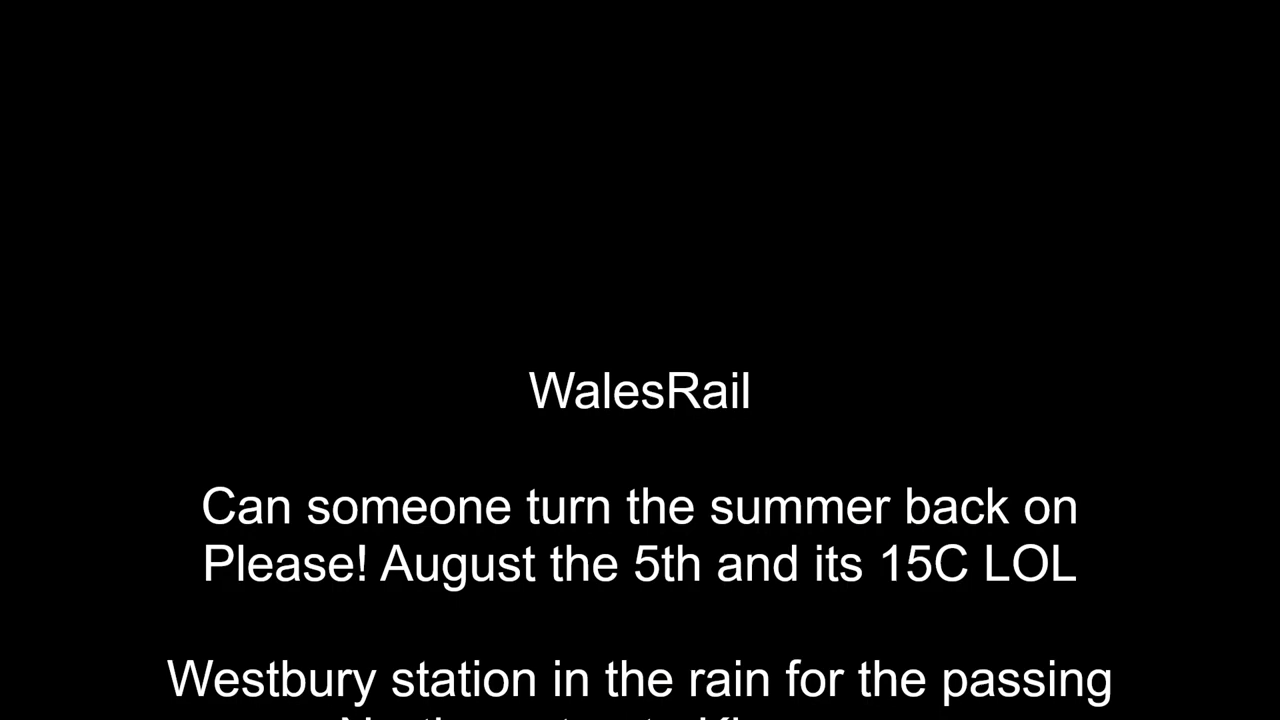 WalesRail
Can someone turn the summer back on
Please! August the 5th and its 15C LOL
Westbury station in the rain for the passing